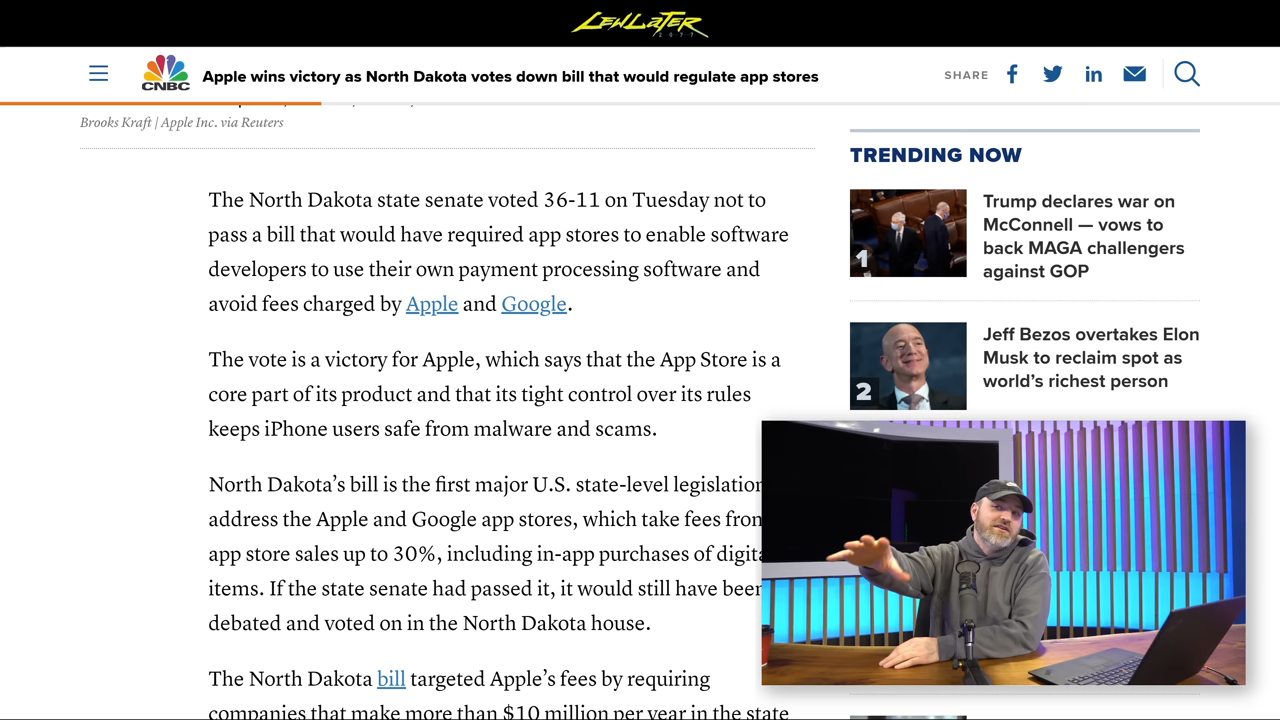 LEWLATER
2077
CNBC
Apple wins victory as North Dakota votes down bill that would regulate app stores
SHARE
Brooks Kraft | Apple Inc. via Reuters
The North Dakota state senate voted 36-11 on Tuesday not to
pass a bill that would have required app stores to enable software
developers to use their own payment processing software and
avoid fees charged by Apple and Google.
The vote is a victory for Apple, which says that the App Store is a
core part of its product and that its tight control over its rules
keeps iPhone users safe from malware and scams.
North Dakota’s bill is the first major U.S. state-level legislation
address the Apple and Google app stores, which take fees from
app store sales up to 30%, including in-app purchases of digita
items. If the state senate had passed it, it would still have been
debated and voted on in the North Dakota house.
The North Dakota bill targeted Apple’s fees by requiring
companies that make more than $10 million per year in the state
TRENDING NOW
1
Trump declares war on
McConnell — vows to
back MAGA challengers
against GOP
2
Jeff Bezos overtakes Elon
Musk to reclaim spot as
world’s richest person